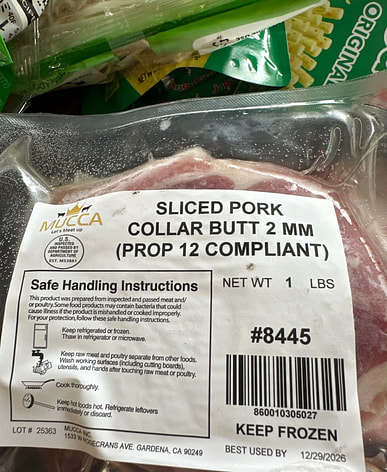 ORIGINAL
MUCCA
Let's Meat up
U.S.
INSPECTED
AND PASSED BY
DEPARTMENT OF
AGRICULTURE
EST. M53861
SLICED PORK
COLLAR BUTT 2 MM
(PROP 12 COMPLIANT)
NET WT 1 LBS
#8445
860010305027
KEEP FROZEN
BEST USED BY 12/29/2026
Safe Handling Instructions
This product was prepared from inspected and passed meat and/
or poultry. Some food products may contain bacteria that could
cause illness if the product is mishandled or cooked improperly.
For your protection, follow these safe handling instructions.
Keep refrigerated or frozen.
Thaw in refrigerator or microwave.
Keep raw meat and poultry separate from other foods.
Wash working surfaces (including cutting boards),
utensils, and hands after touching raw meat or poultry.
Cook thoroughly.
Keep hot foods hot. Refrigerate leftovers
immediately or discard.
LOT # 25363
MUCCA INC.
1533 W ROSECRANS AVE. GARDENA, CA 90249